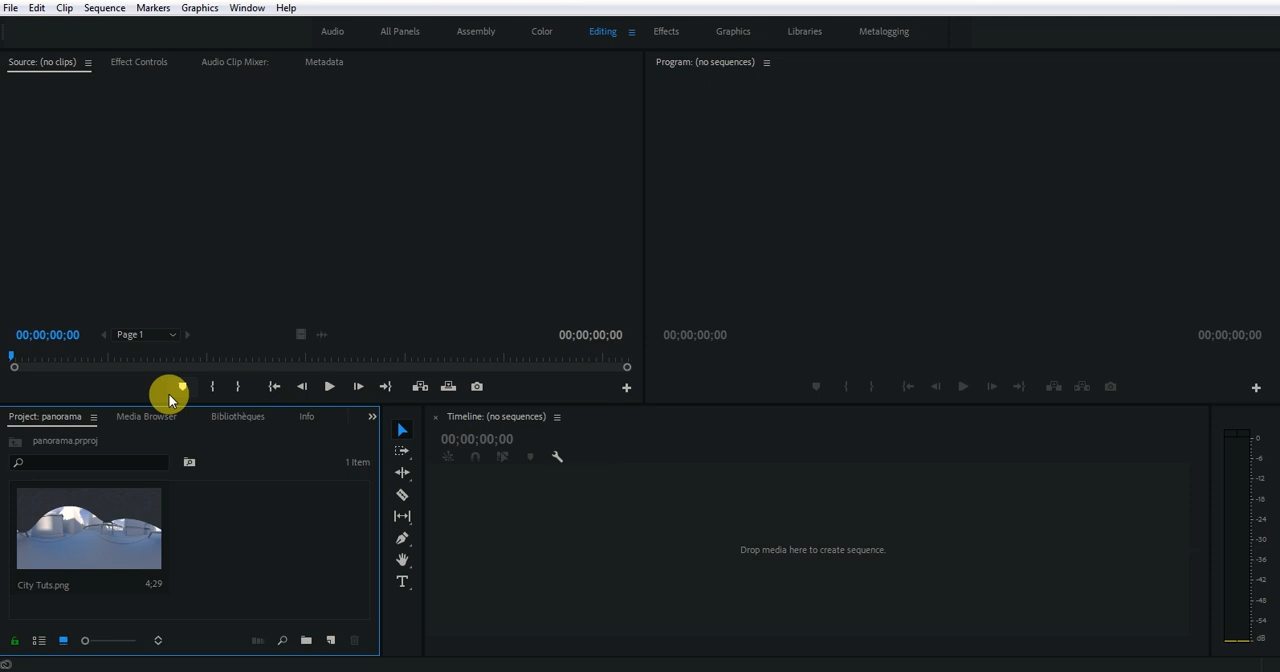 File Edit Clip Sequence Markers Graphics Window Help
Audio All Panels Assembly Color Editing Effects Graphics Libraries Metalogging
Source: (no clips) Effect Controls Audio Clip Mixer: Metadata
Program: (no sequences)
00;00;00;00 Page 1 00;00;00;00
00;00;00;00 00;00;00;00
Project: panorama Media Browser Bibliothèques Info
panorama.prproj
1 Item
City Tuts.png 4;29
Timeline: (no sequences)
00;00;00;00
Drop media here to create sequence.
0
-6
-12
-18
-24
-30
-36
-42
-48
-54
dB